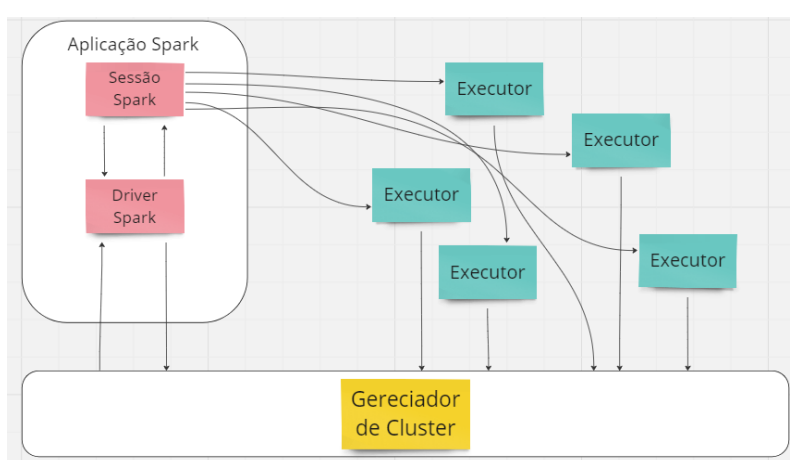 Aplicação Spark
Sessão
Spark
Driver
Spark
Executor
Executor
Executor
Executor
Executor
Gereciador
de Cluster